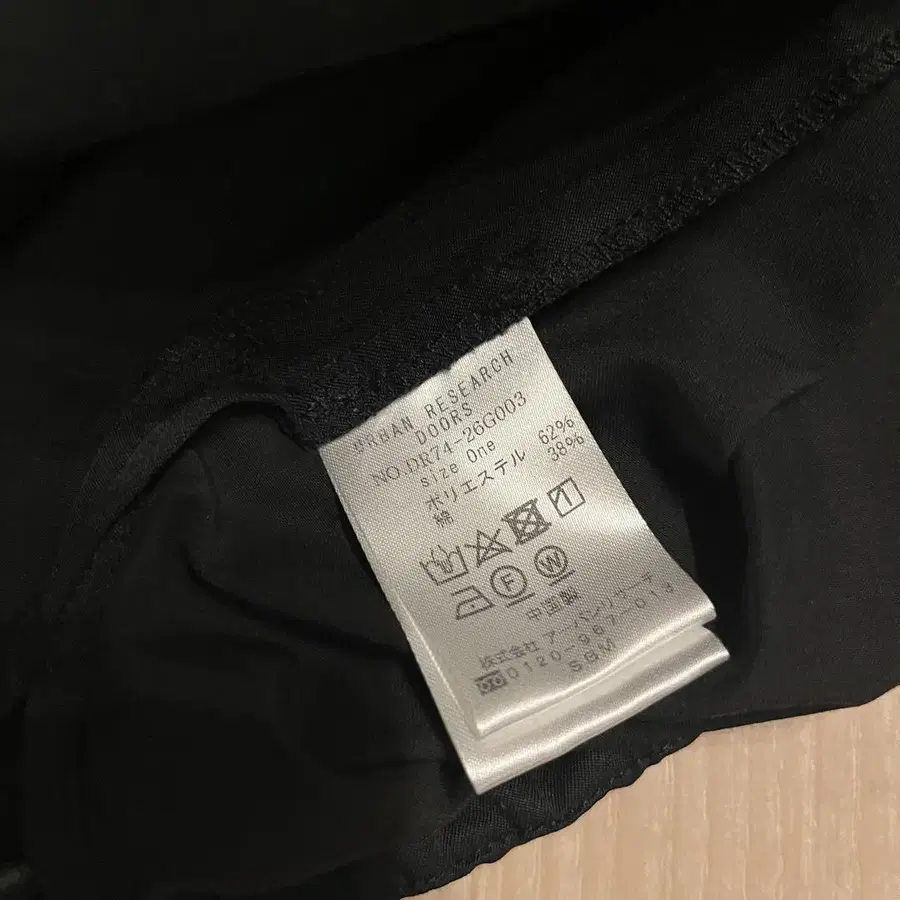 URBAN RESEARCH
DOORS
NO.DR74-26G003
size One
ポリエステル 62%
綿 38%
F W
中国製
株式会社 アーバンリサーチ
0120-967-013
SBM